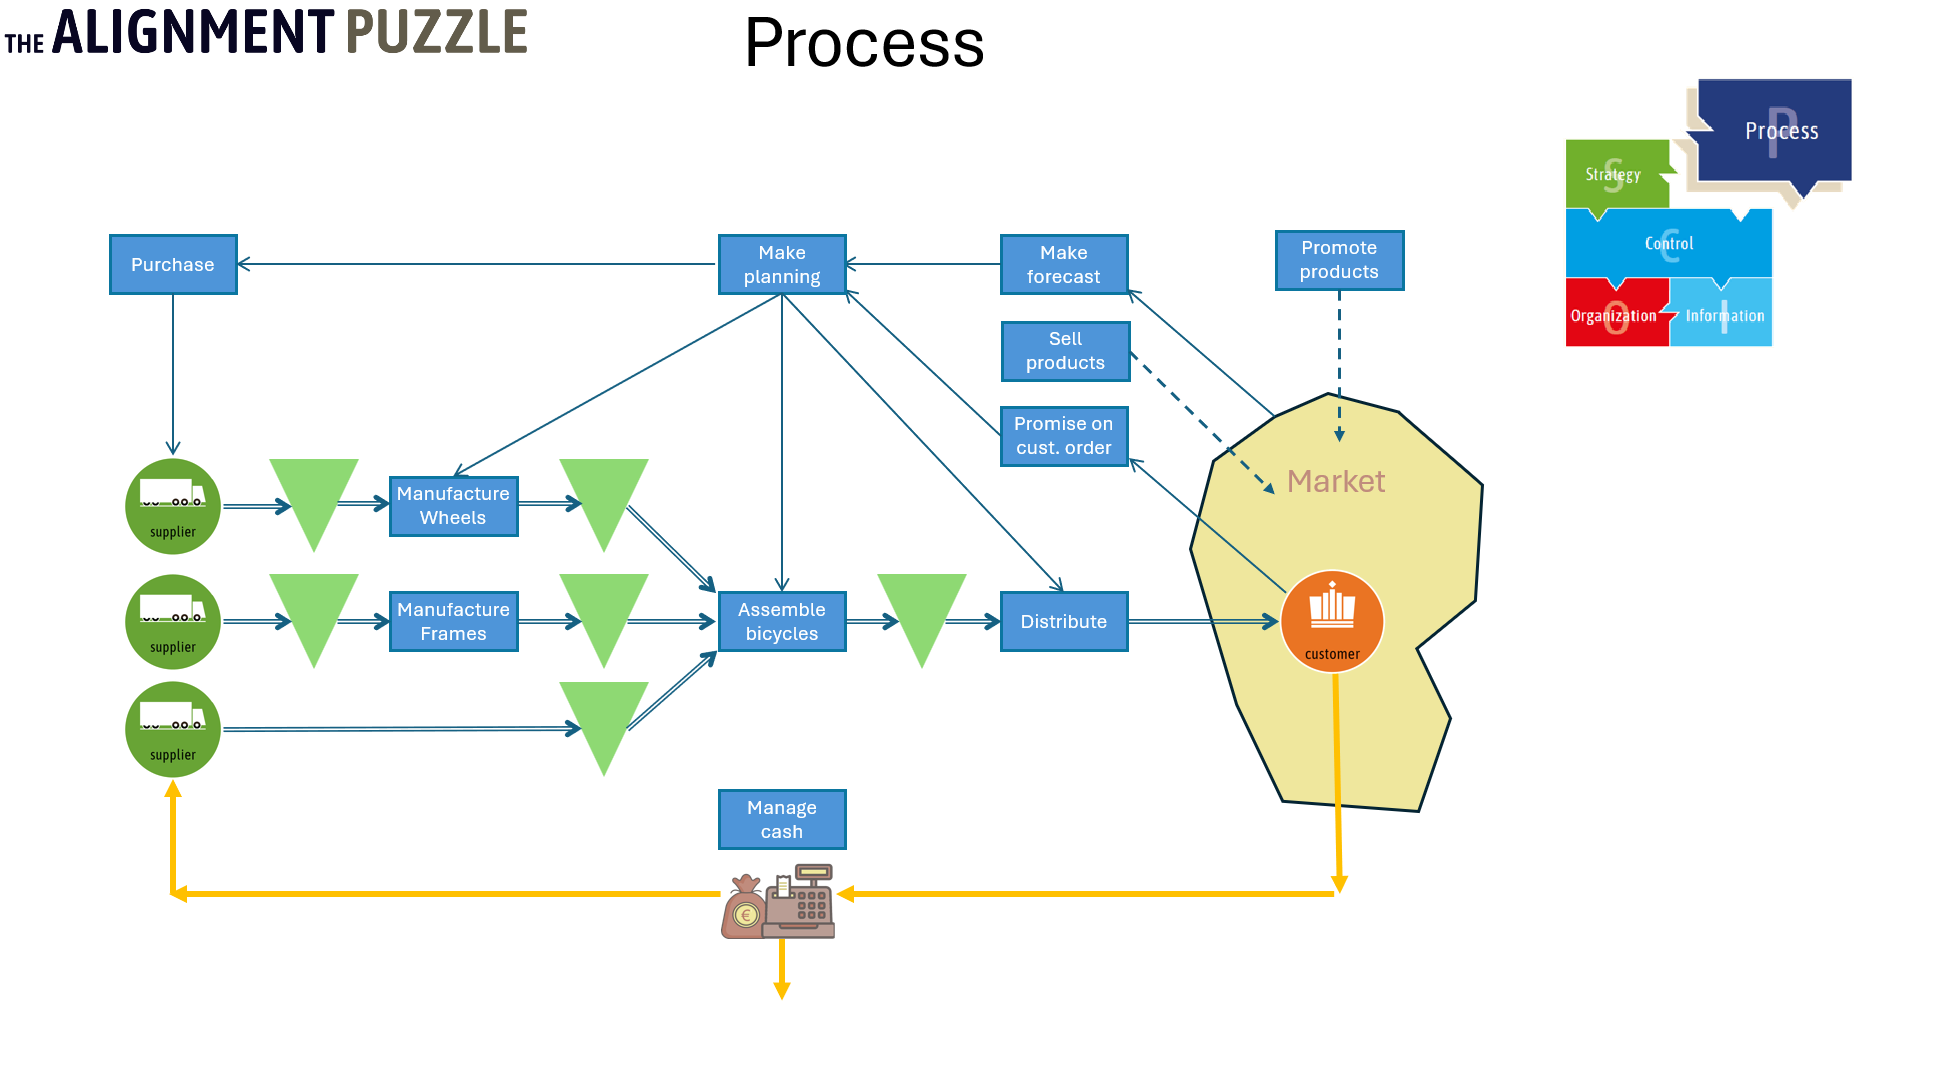 THE ALIGNMENT PUZZLE
Process
P
Process
S
Strategy
C
Control
O
Organization
I
Information
Purchase
Make
planning
Make
forecast
Promote
products
Sell
products
Promise on
cust. order
Market
supplier
Manufacture
Wheels
supplier
Manufacture
Frames
Assemble
bicycles
Distribute
customer
supplier
Manage
cash
€